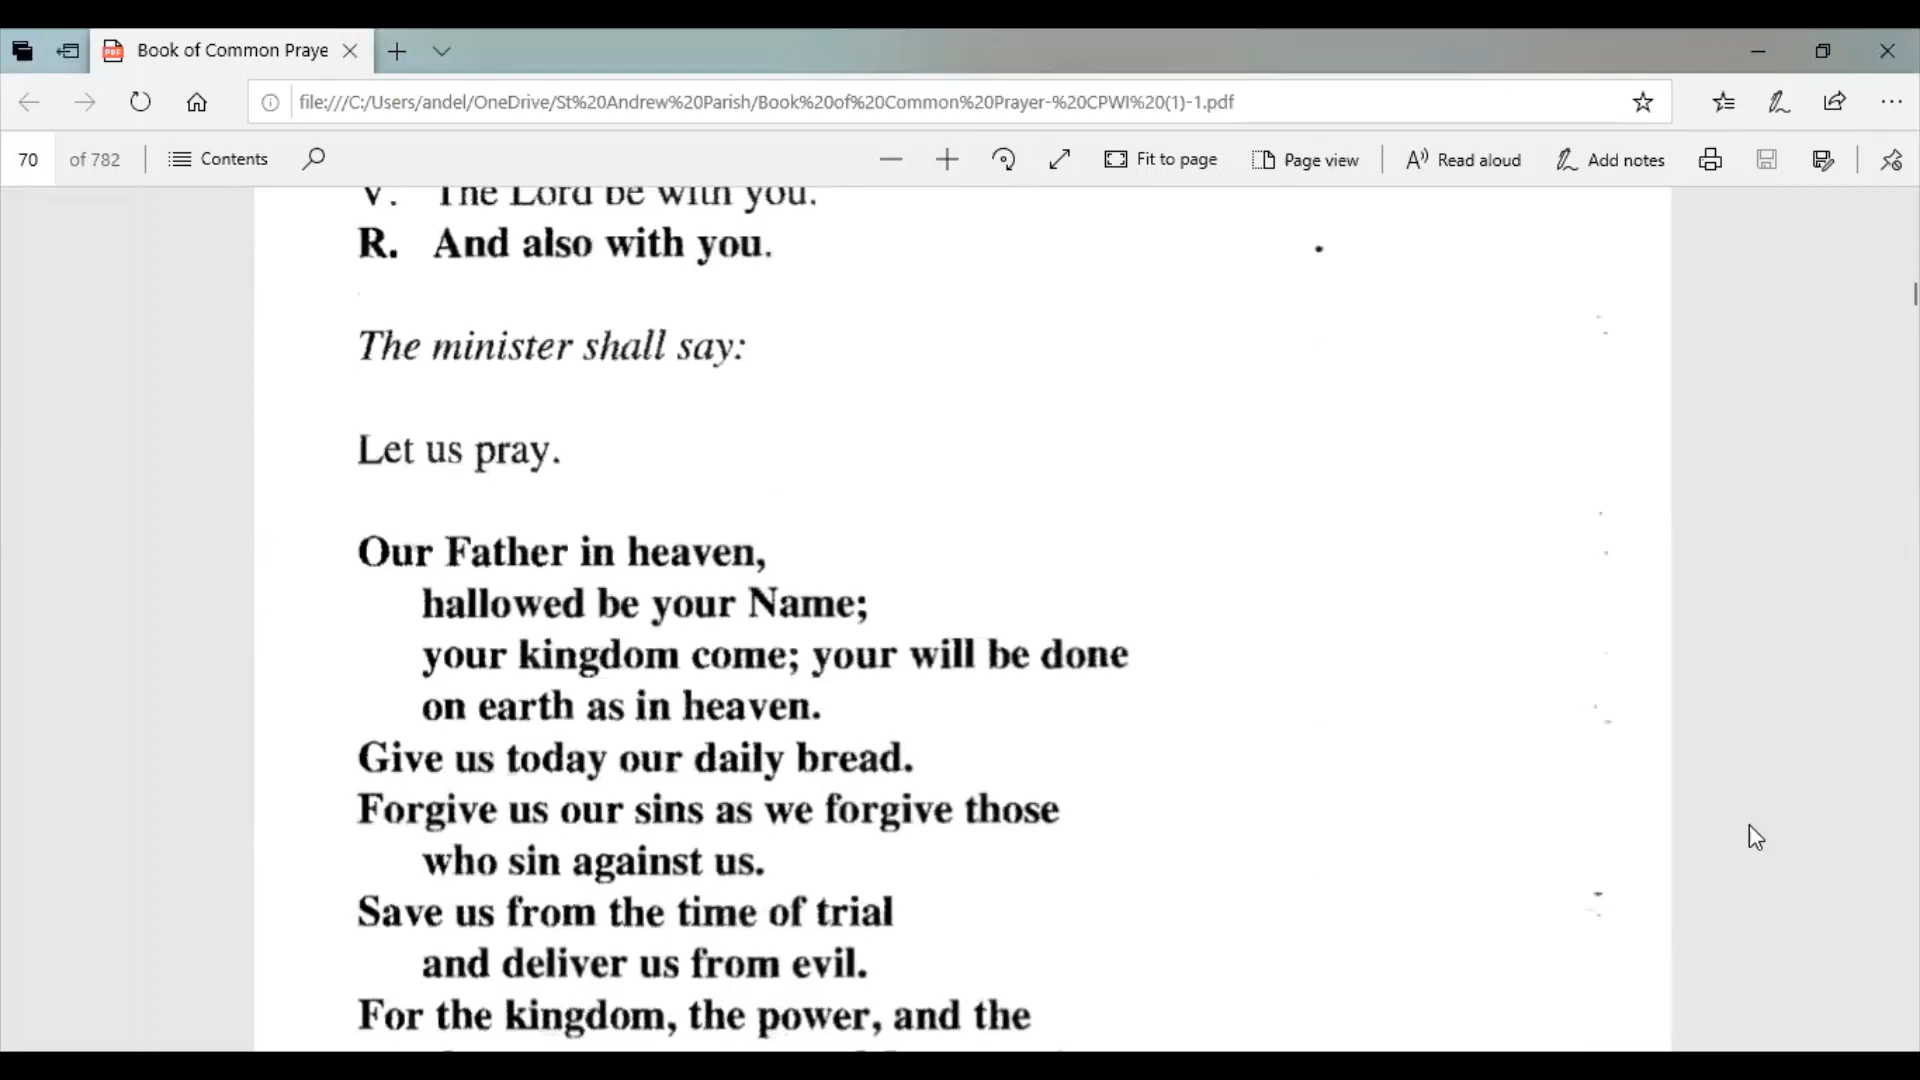 Book of Common Praye
file:///C:/Users/andel/OneDrive/St%20Andrew%20Parish/Book%20of%20Common%20Prayer-%20CPWI%20(1)-1.pdf
70 of 782 Contents Fit to page Page view Read aloud Add notes
V. The Lord be with you.
R. And also with you.
The minister shall say:
Let us pray.
Our Father in heaven,
hallowed be your Name;
your kingdom come; your will be done
on earth as in heaven.
Give us today our daily bread.
Forgive us our sins as we forgive those
who sin against us.
Save us from the time of trial
and deliver us from evil.
For the kingdom, the power, and the